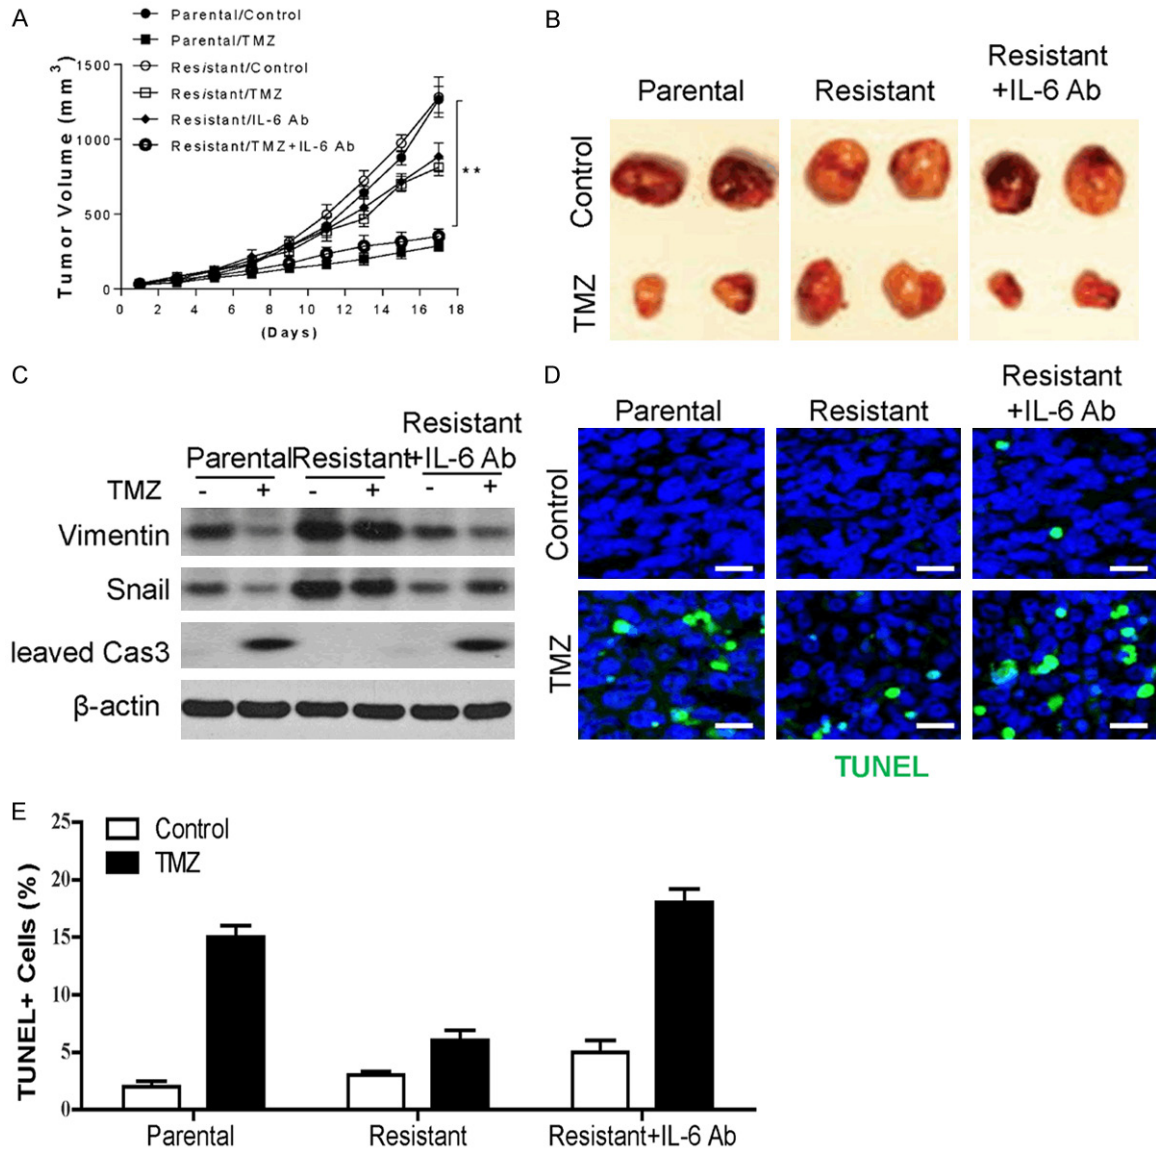 A
Parental/Control
Parental/TMZ
Resistant/Control
Resistant/TMZ
Resistant/IL-6 Ab
Resistant/TMZ+IL-6 Ab
Tumor Volume (mm3)
1500
1000
500
0
**
0 2 4 6 8 10 12 14 16 18
(Days)
B
Parental Resistant Resistant
+IL-6 Ab
Control
TMZ
C
Parental Resistant Resistant
+IL-6 Ab
TMZ - + - + - +
Vimentin
Snail
leaved Cas3
β-actin
D
Parental Resistant Resistant
+IL-6 Ab
Control
TMZ
TUNEL
E
Control
TMZ
TUNEL+ Cells (%)
25
20
15
10
5
0
Parental Resistant Resistant+IL-6 Ab